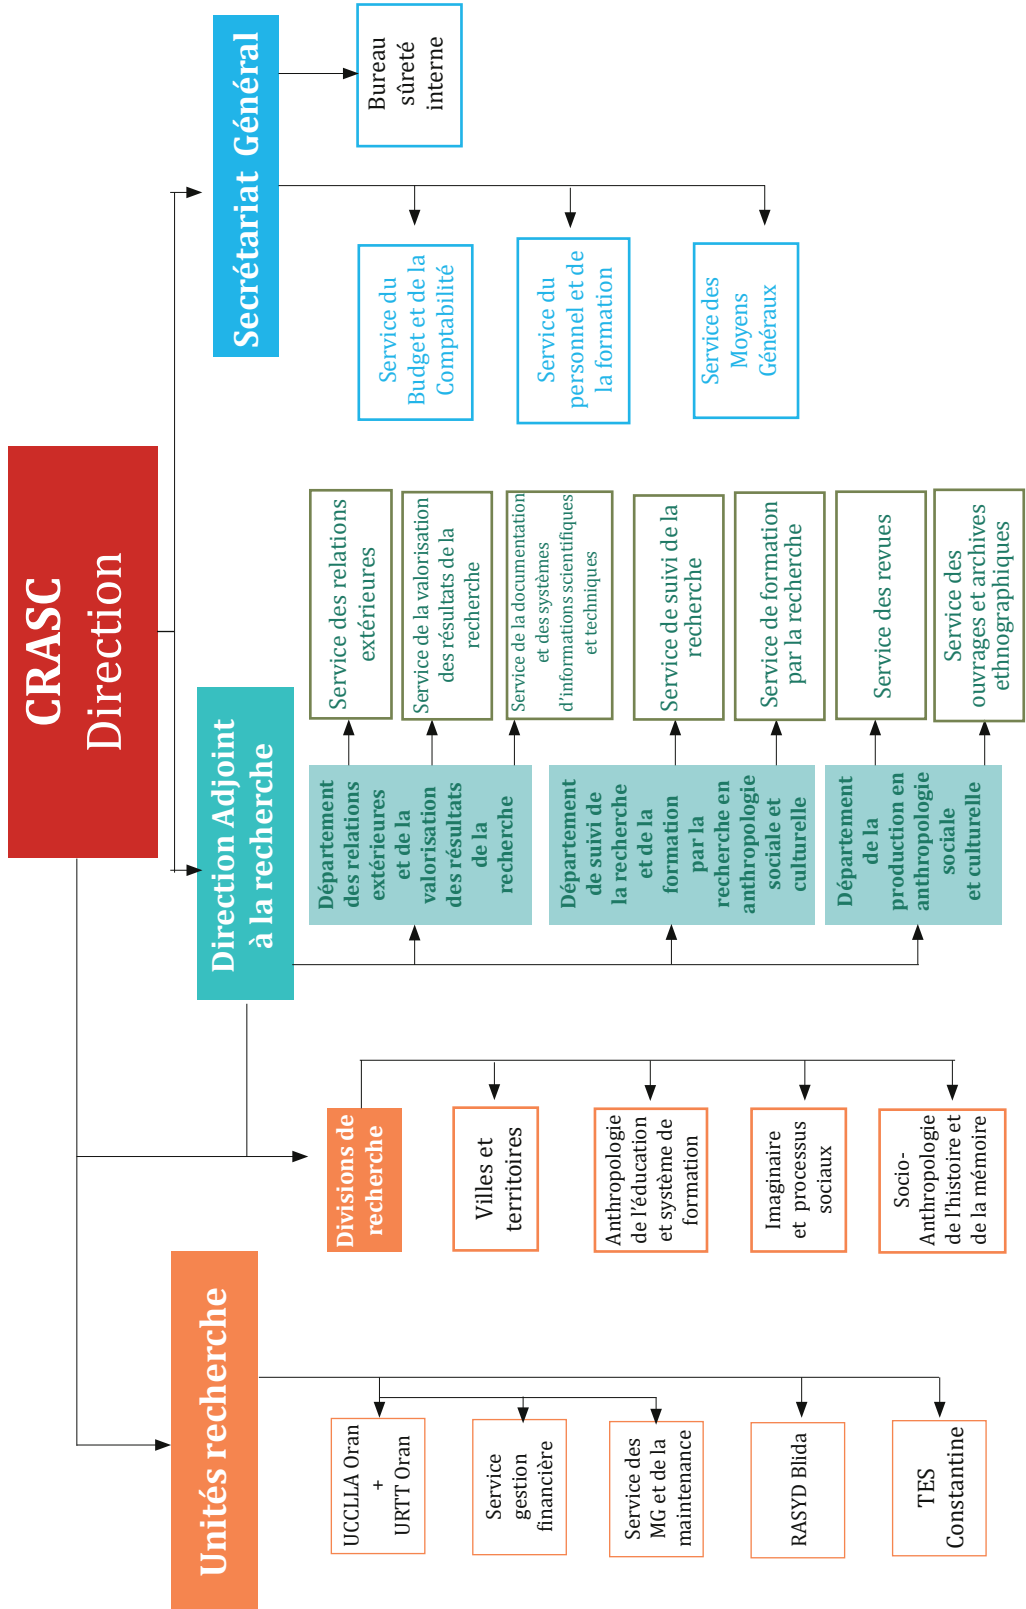 CRASC
Direction
Unités recherche
UCCLLA Oran
+
URTT Oran
Service
gestion
financière
Service des
MG et de la
maintenance
RASYD Blida
TES
Constantine
Divisions de
recherche
Villes et
territoires
Anthropologie
de l'éducation
et système de
formation
Imaginaire
et processus
sociaux
Socio-
Anthropologie
de l'histoire et
de la mémoire
Direction Adjoint
à la recherche
Département
des relations
extérieures
et de la
valorisation
des résultats
de la
recherche
Service des relations
extérieures
Service de la valorisation
des résultats de la
recherche
Service de la documentation
et des systèmes
d'informations scientifiques
et techniques
Département
de suivi de
la recherche
et de la
formation
par la
recherche en
anthropologie
sociale et
culturelle
Service de suivi de la
recherche
Service de formation
par la recherche
Département
de la
production en
anthropologie
sociale
et culturelle
Service des revues
Service des
ouvrages et archives
ethnographiques
Secrétariat Général
Bureau
sûreté
interne
Service du
Budget et de la
Comptabilité
Service du
personnel et de
la formation
Service des
Moyens
Généraux